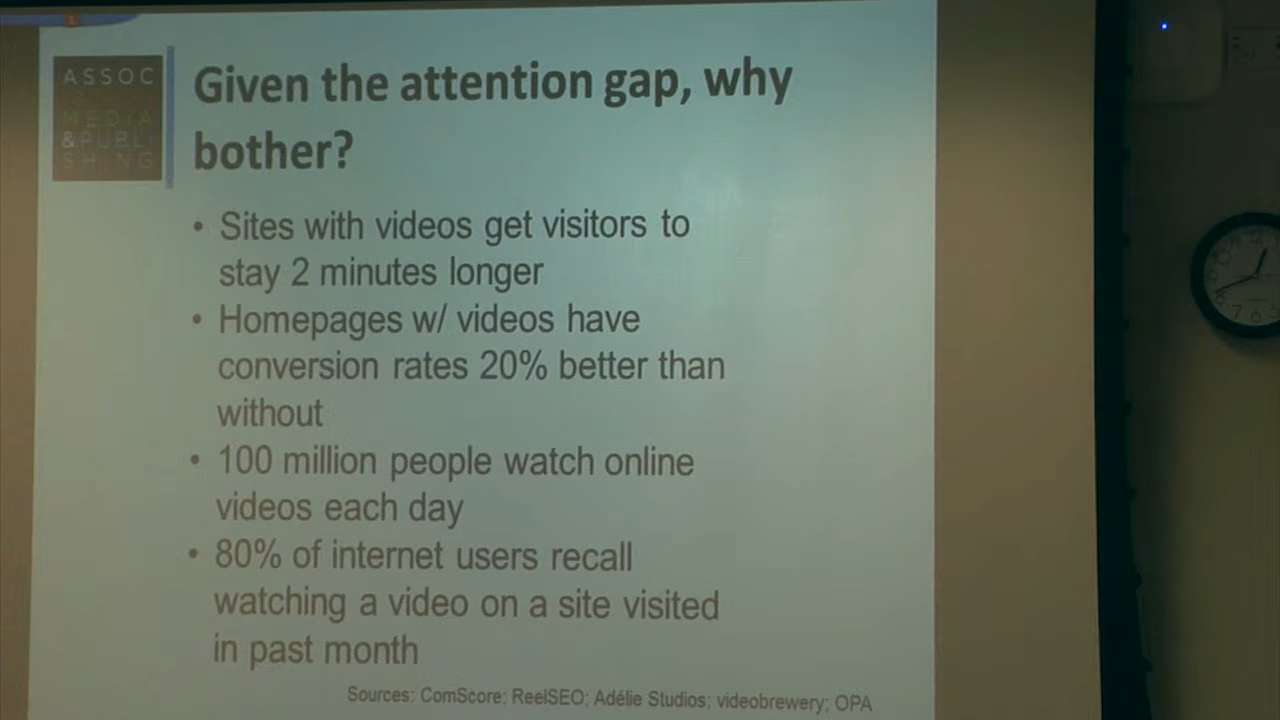 ASSOC
MEDIA
&PUBLI
SHING
Given the attention gap, why
bother?
• Sites with videos get visitors to
stay 2 minutes longer
• Homepages w/ videos have
conversion rates 20% better than
without
• 100 million people watch online
videos each day
• 80% of internet users recall
watching a video on a site visited
in past month
Sources: ComScore; ReelSEO; Adélie Studios; videobrewery; OPA